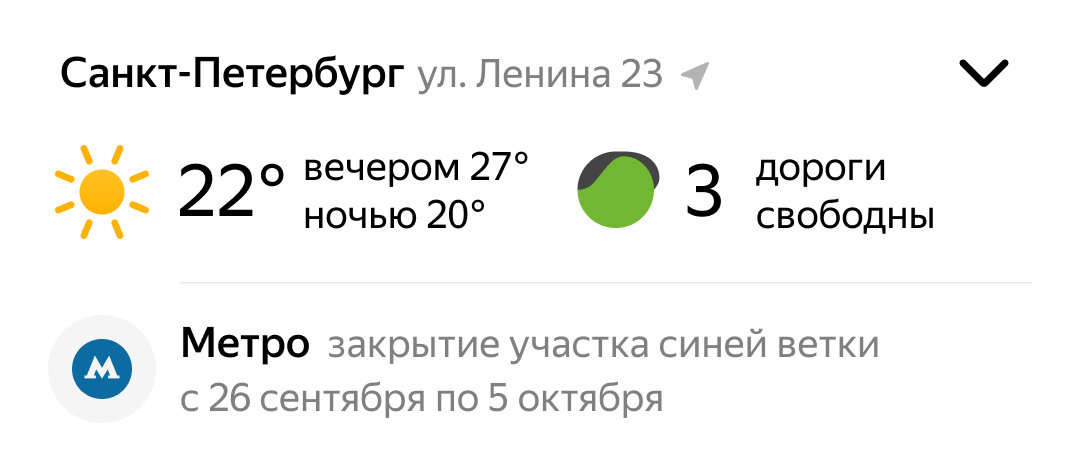 Санкт-Петербург ул. Ленина 23
22° вечером 27° 3 дороги
ночью 20° свободны
М Метро закрытие участка синей ветки
с 26 сентября по 5 октября